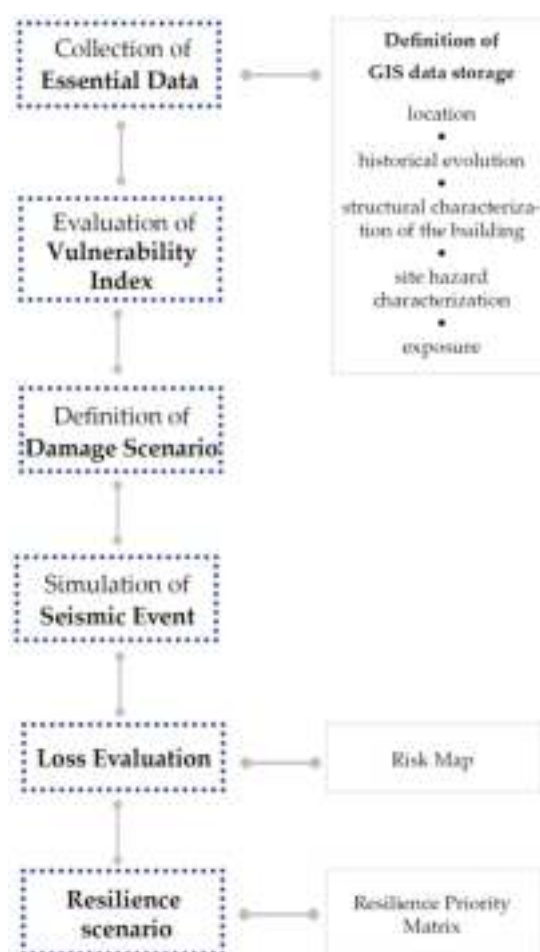 Collection of
Essential Data
Definition of
GIS data storage
location
•
historical evolution
•
structural characteriza-
tion of the building
•
site hazard
characterization
•
exposure
Evaluation of
Vulnerability
Index
Definition of
Damage Scenario
Simulation of
Seismic Event
Loss Evaluation
Risk Map
Resilience
scenario
Resilience Priority
Matrix